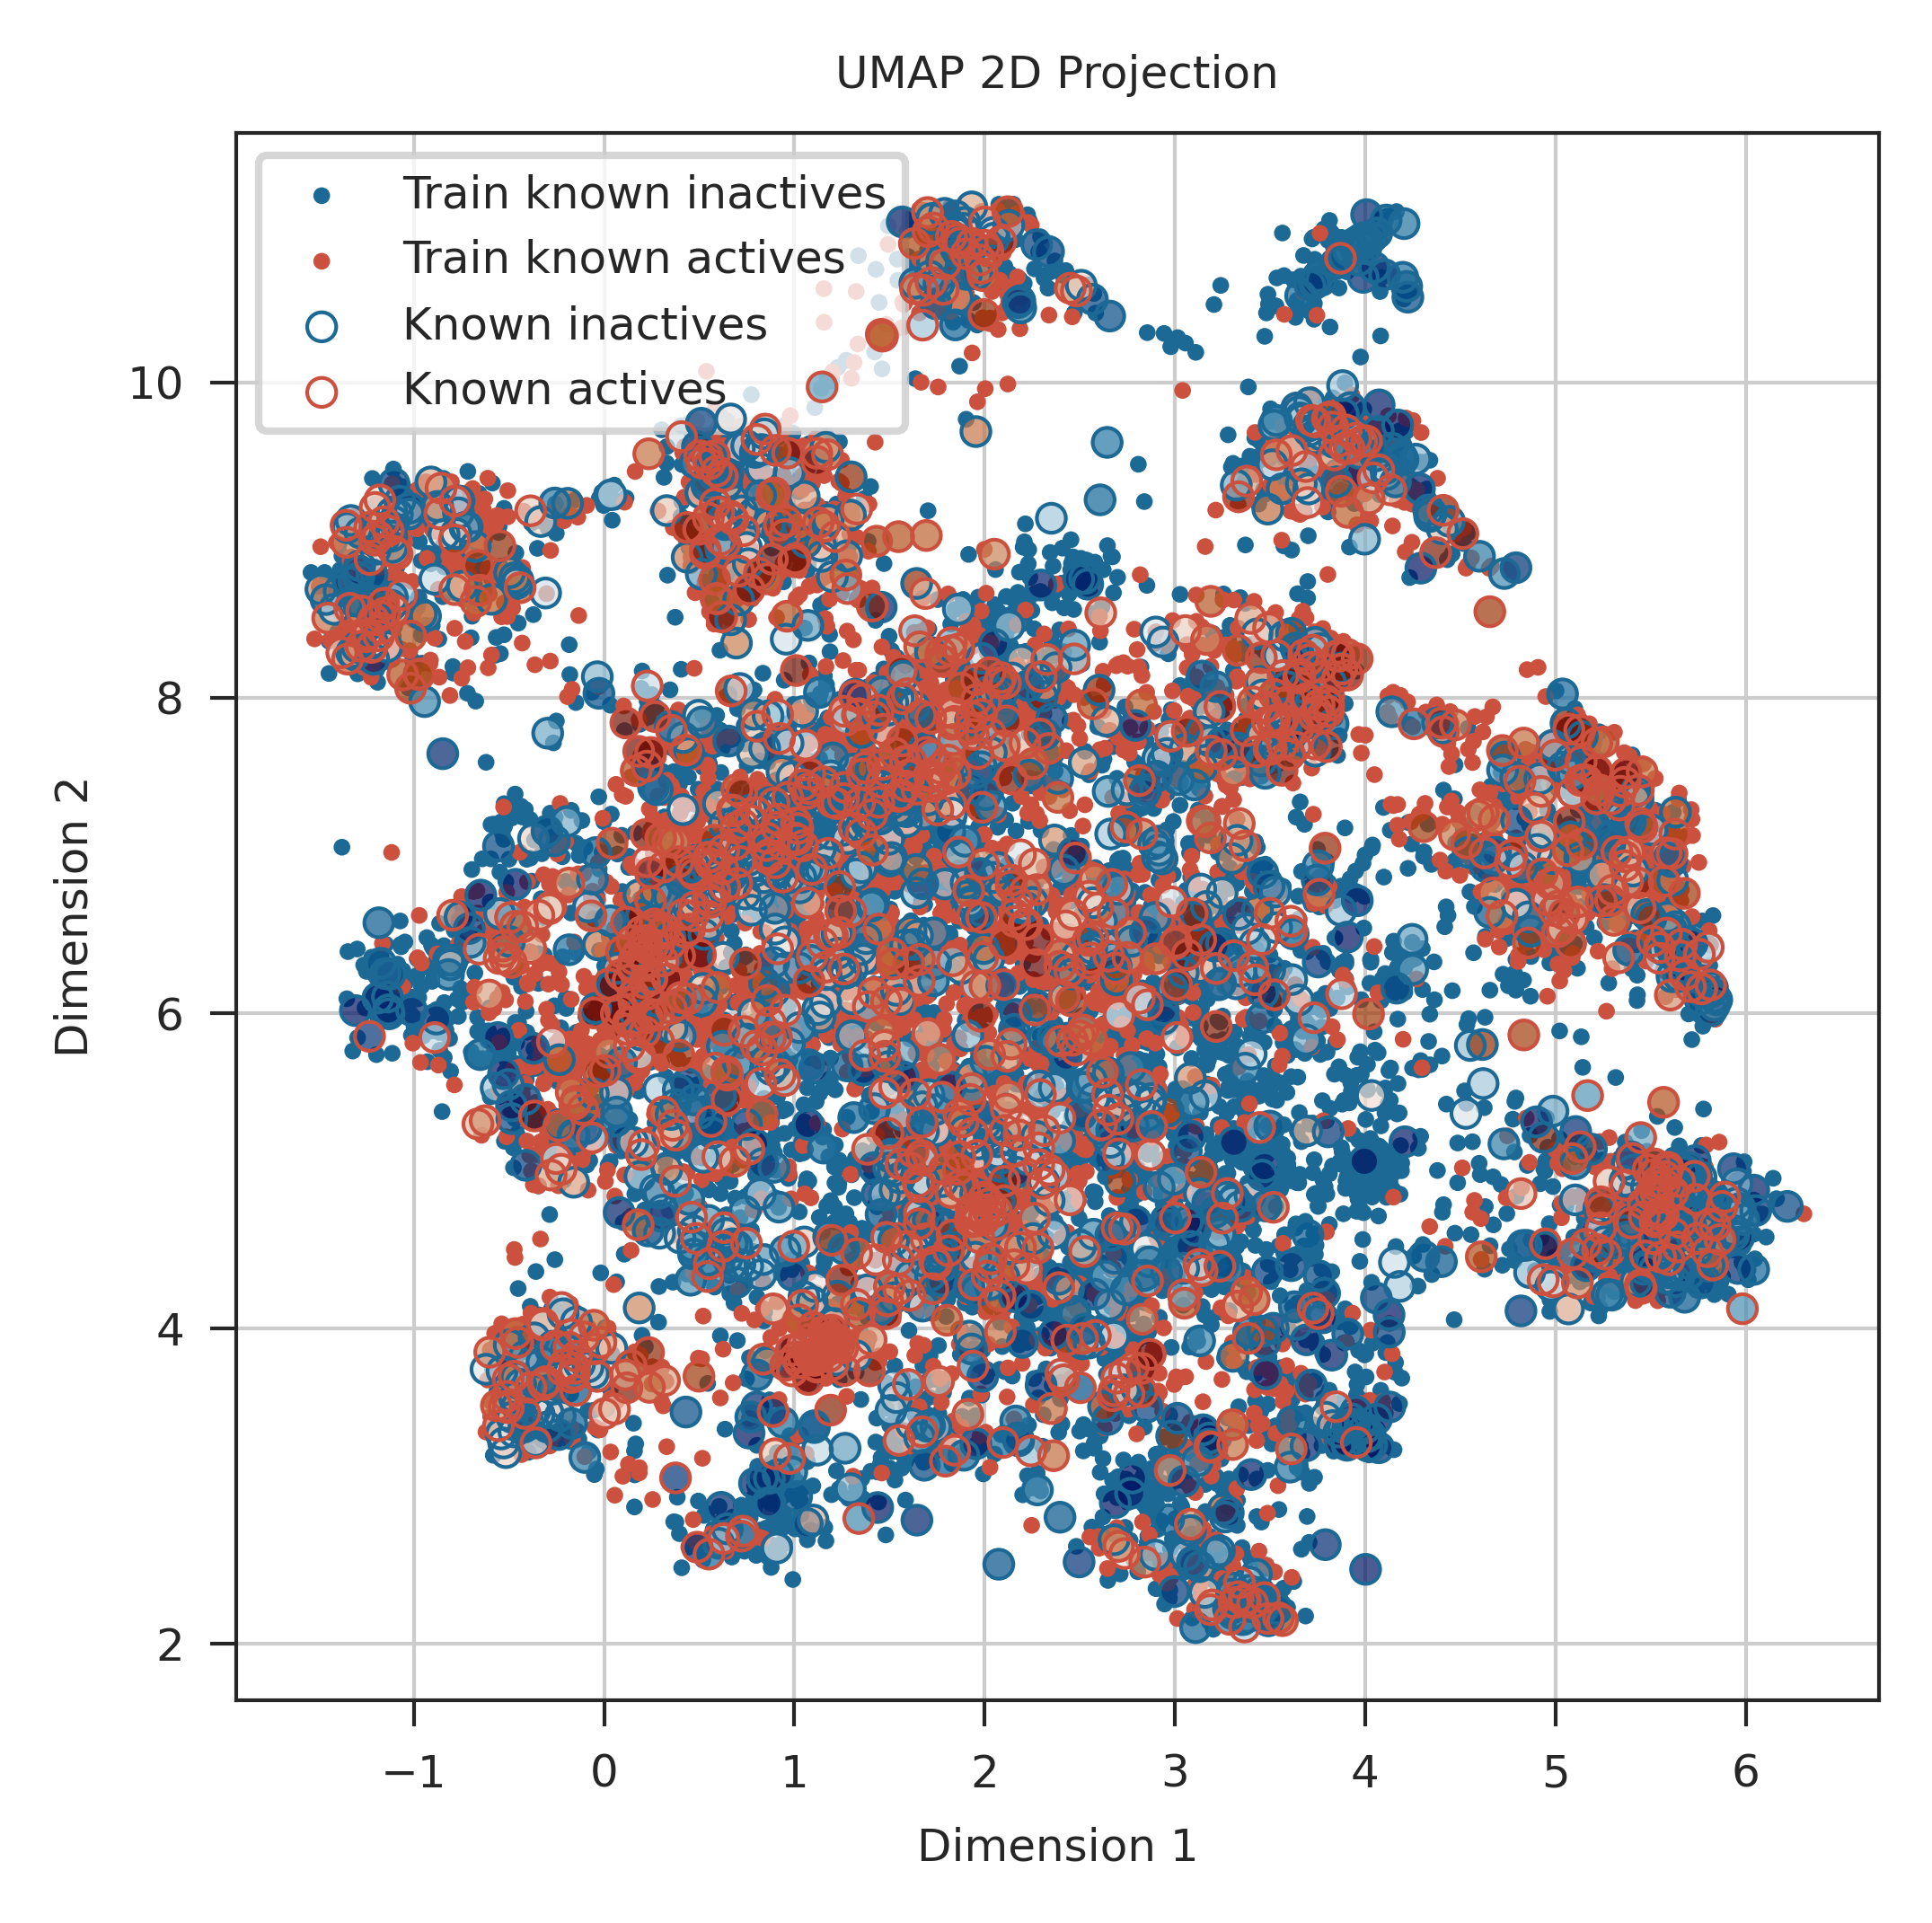 UMAP 2D Projection
Train known inactives
Train known actives
Known inactives
Known actives
10
8
6
4
2
Dimension 2
−1 0 1 2 3 4 5 6
Dimension 1